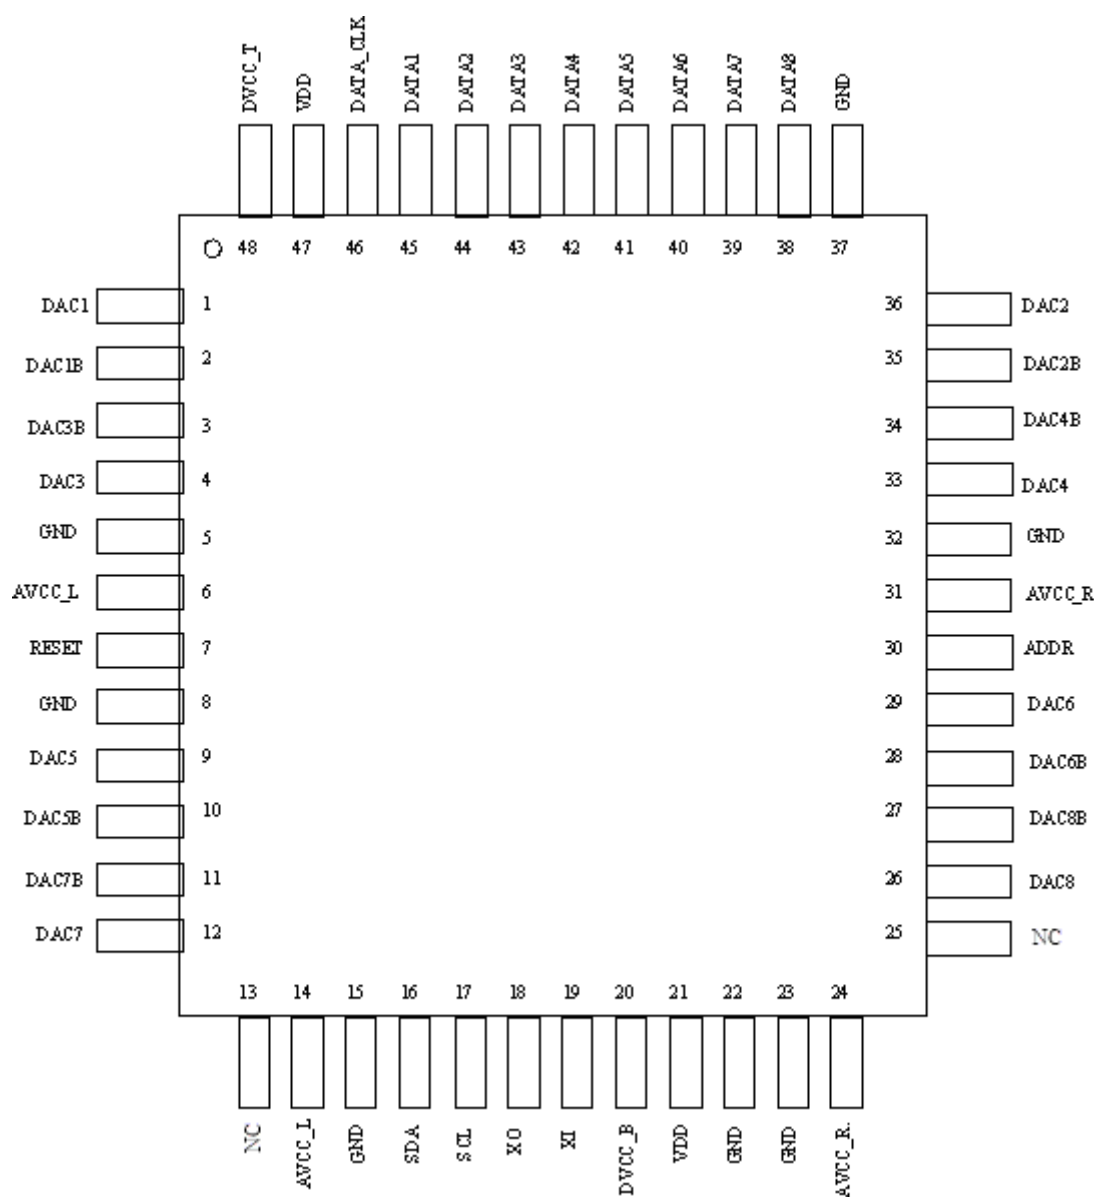 DVCC_T VDD DATA_CLK DATA1 DATA2 DATA3 DATA4 DATA5 DATA6 DATA7 DATA8 GND
48 47 46 45 44 43 42 41 40 39 38 37
DAC1 1 36 DAC2
DAC1B 2 35 DAC2B
DAC3B 3 34 DAC4B
DAC3 4 33 DAC4
GND 5 32 GND
AVCC_L 6 31 AVCC_R
RESET 7 30 ADDR
GND 8 29 DAC6
DAC5 9 28 DAC6B
DAC5B 10 27 DAC8B
DAC7B 11 26 DAC8
DAC7 12 25 NC
13 14 15 16 17 18 19 20 21 22 23 24
NC AVCC_L GND SDA SCL XO XI DVCC_B VDD GND GND AVCC_R.